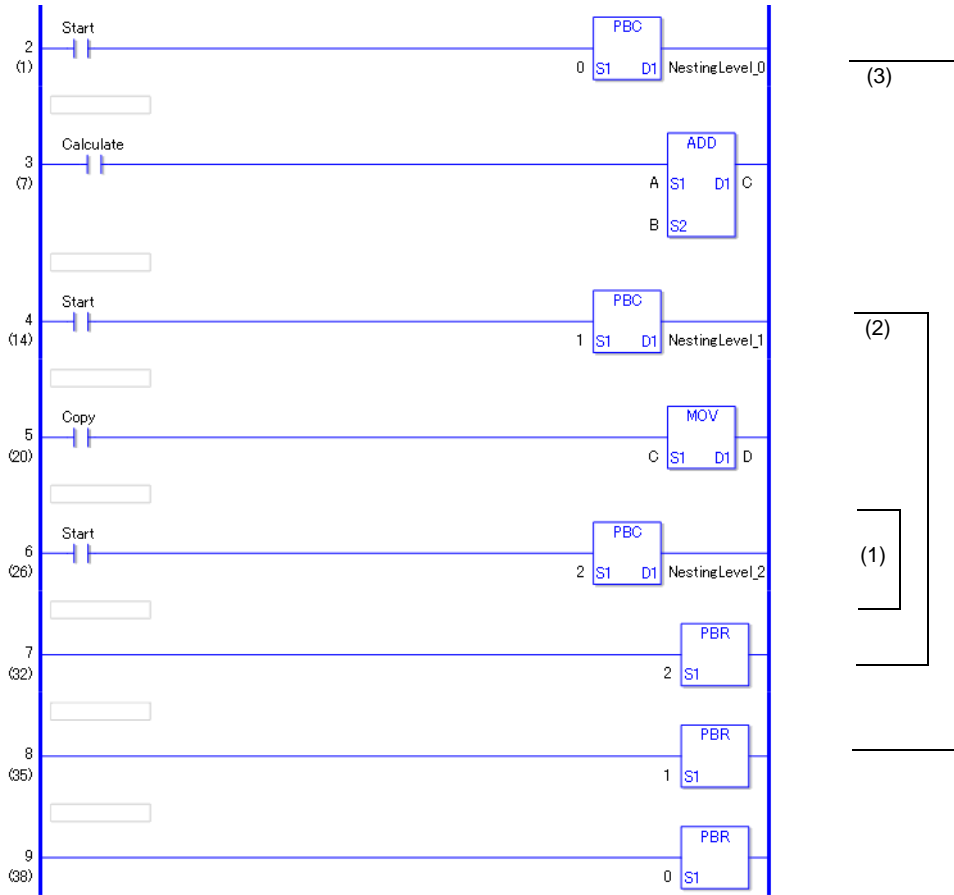 Start
PBC
2
(1)
0 S1 D1 NestingLevel_0
(3)
Calculate
ADD
3
(7)
A S1 D1 C
B S2
Start
PBC
4
(14)
1 S1 D1 NestingLevel_1
(2)
Copy
MOV
5
(20)
C S1 D1 D
Start
PBC
6
(26)
2 S1 D1 NestingLevel_2
(1)
PBR
7
(32)
2 S1
PBR
8
(35)
1 S1
PBR
9
(38)
0 S1